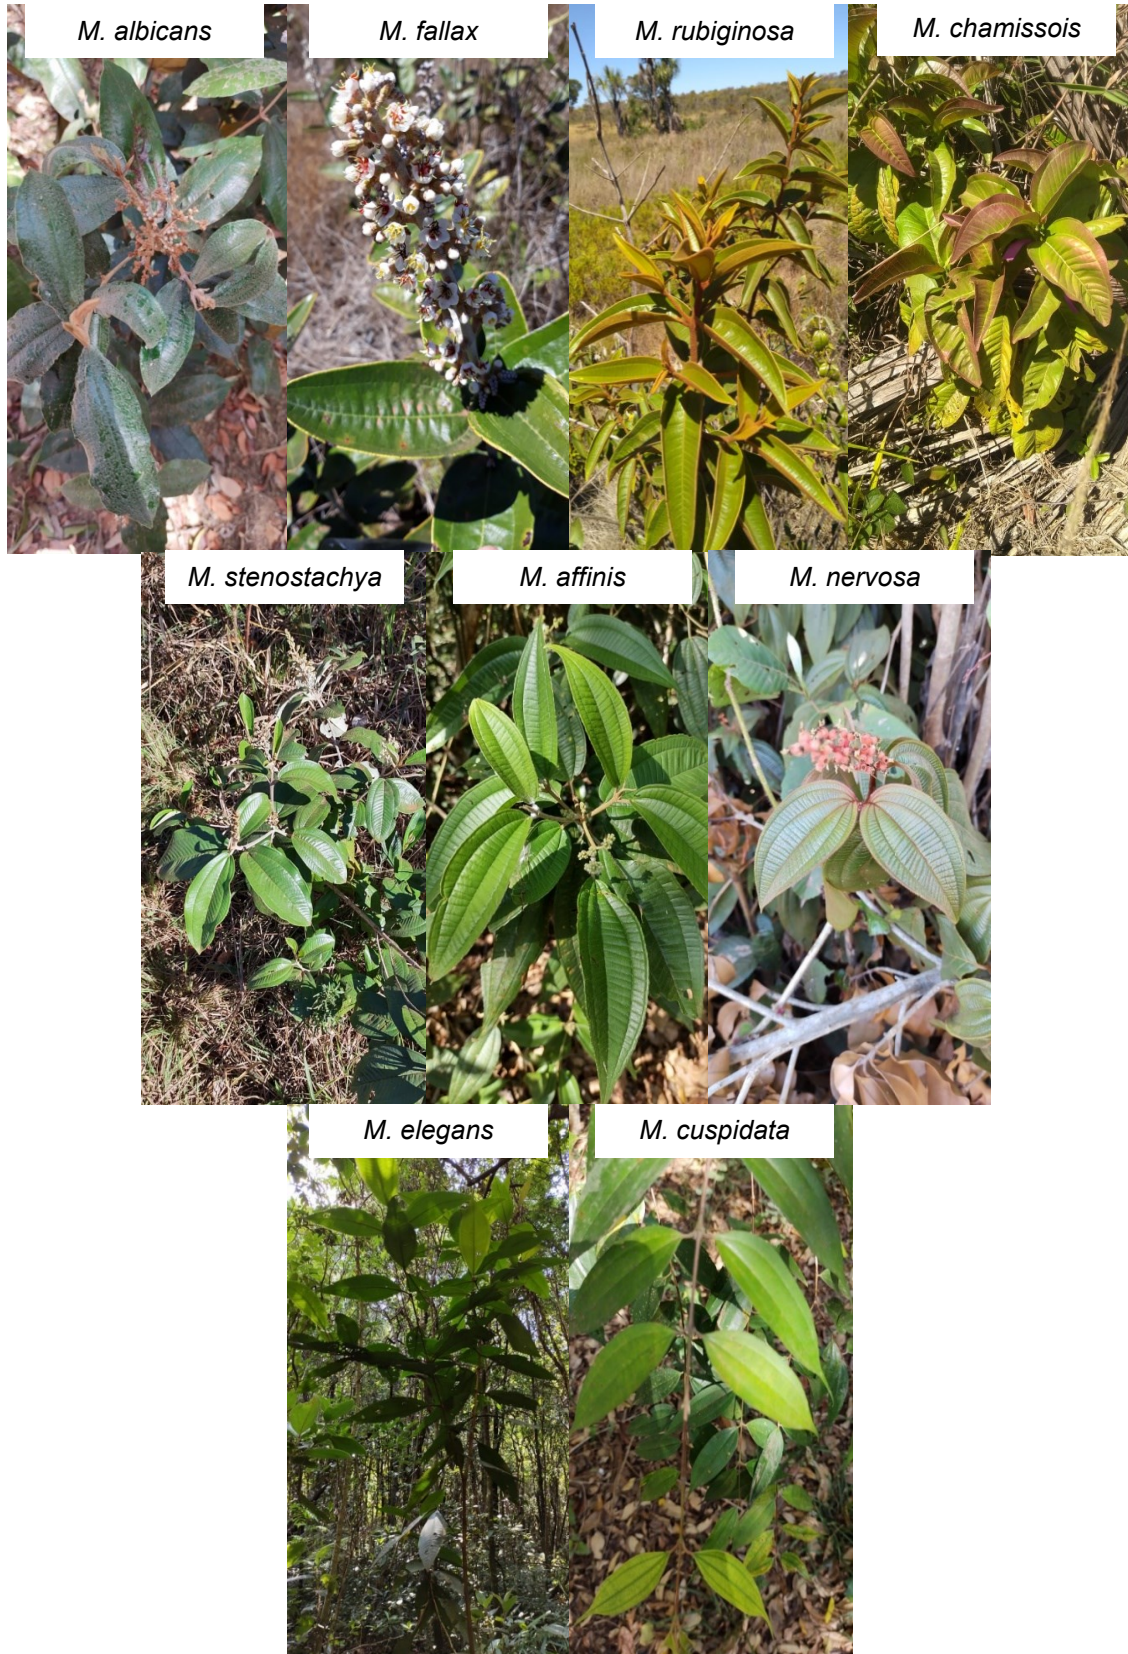 M. albicans
M. fallax
M. rubiginosa
M. chamissois
M. stenostachya
M. affinis
M. nervosa
M. elegans
M. cuspidata